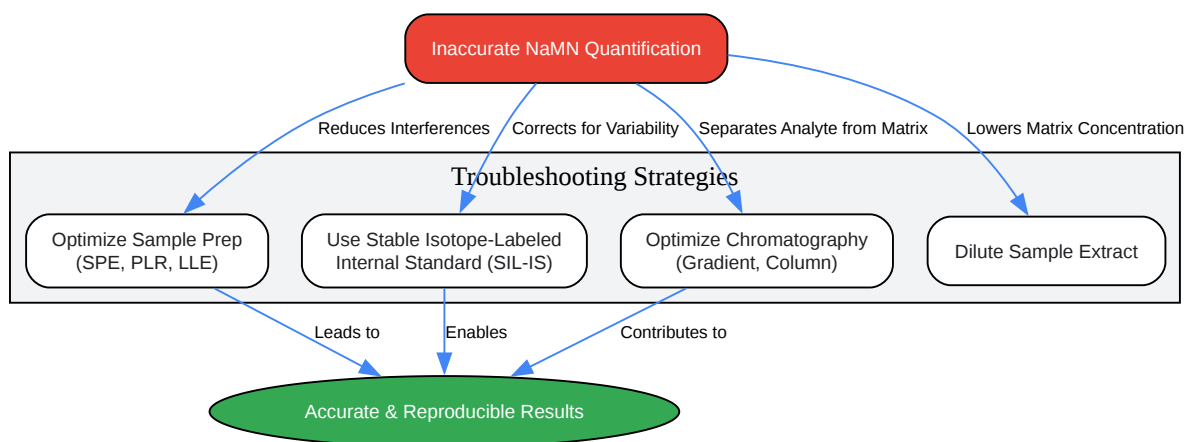 Inaccurate NaMN Quantification
Reduces Interferences
Corrects for Variability
Separates Analyte from Matrix
Lowers Matrix Concentration
Troubleshooting Strategies
Optimize Sample Prep
(SPE, PLR, LLE)
Use Stable Isotope-Labeled
Internal Standard (SIL-IS)
Optimize Chromatography
(Gradient, Column)
Dilute Sample Extract
Leads to
Enables
Contributes to
Accurate & Reproducible Results